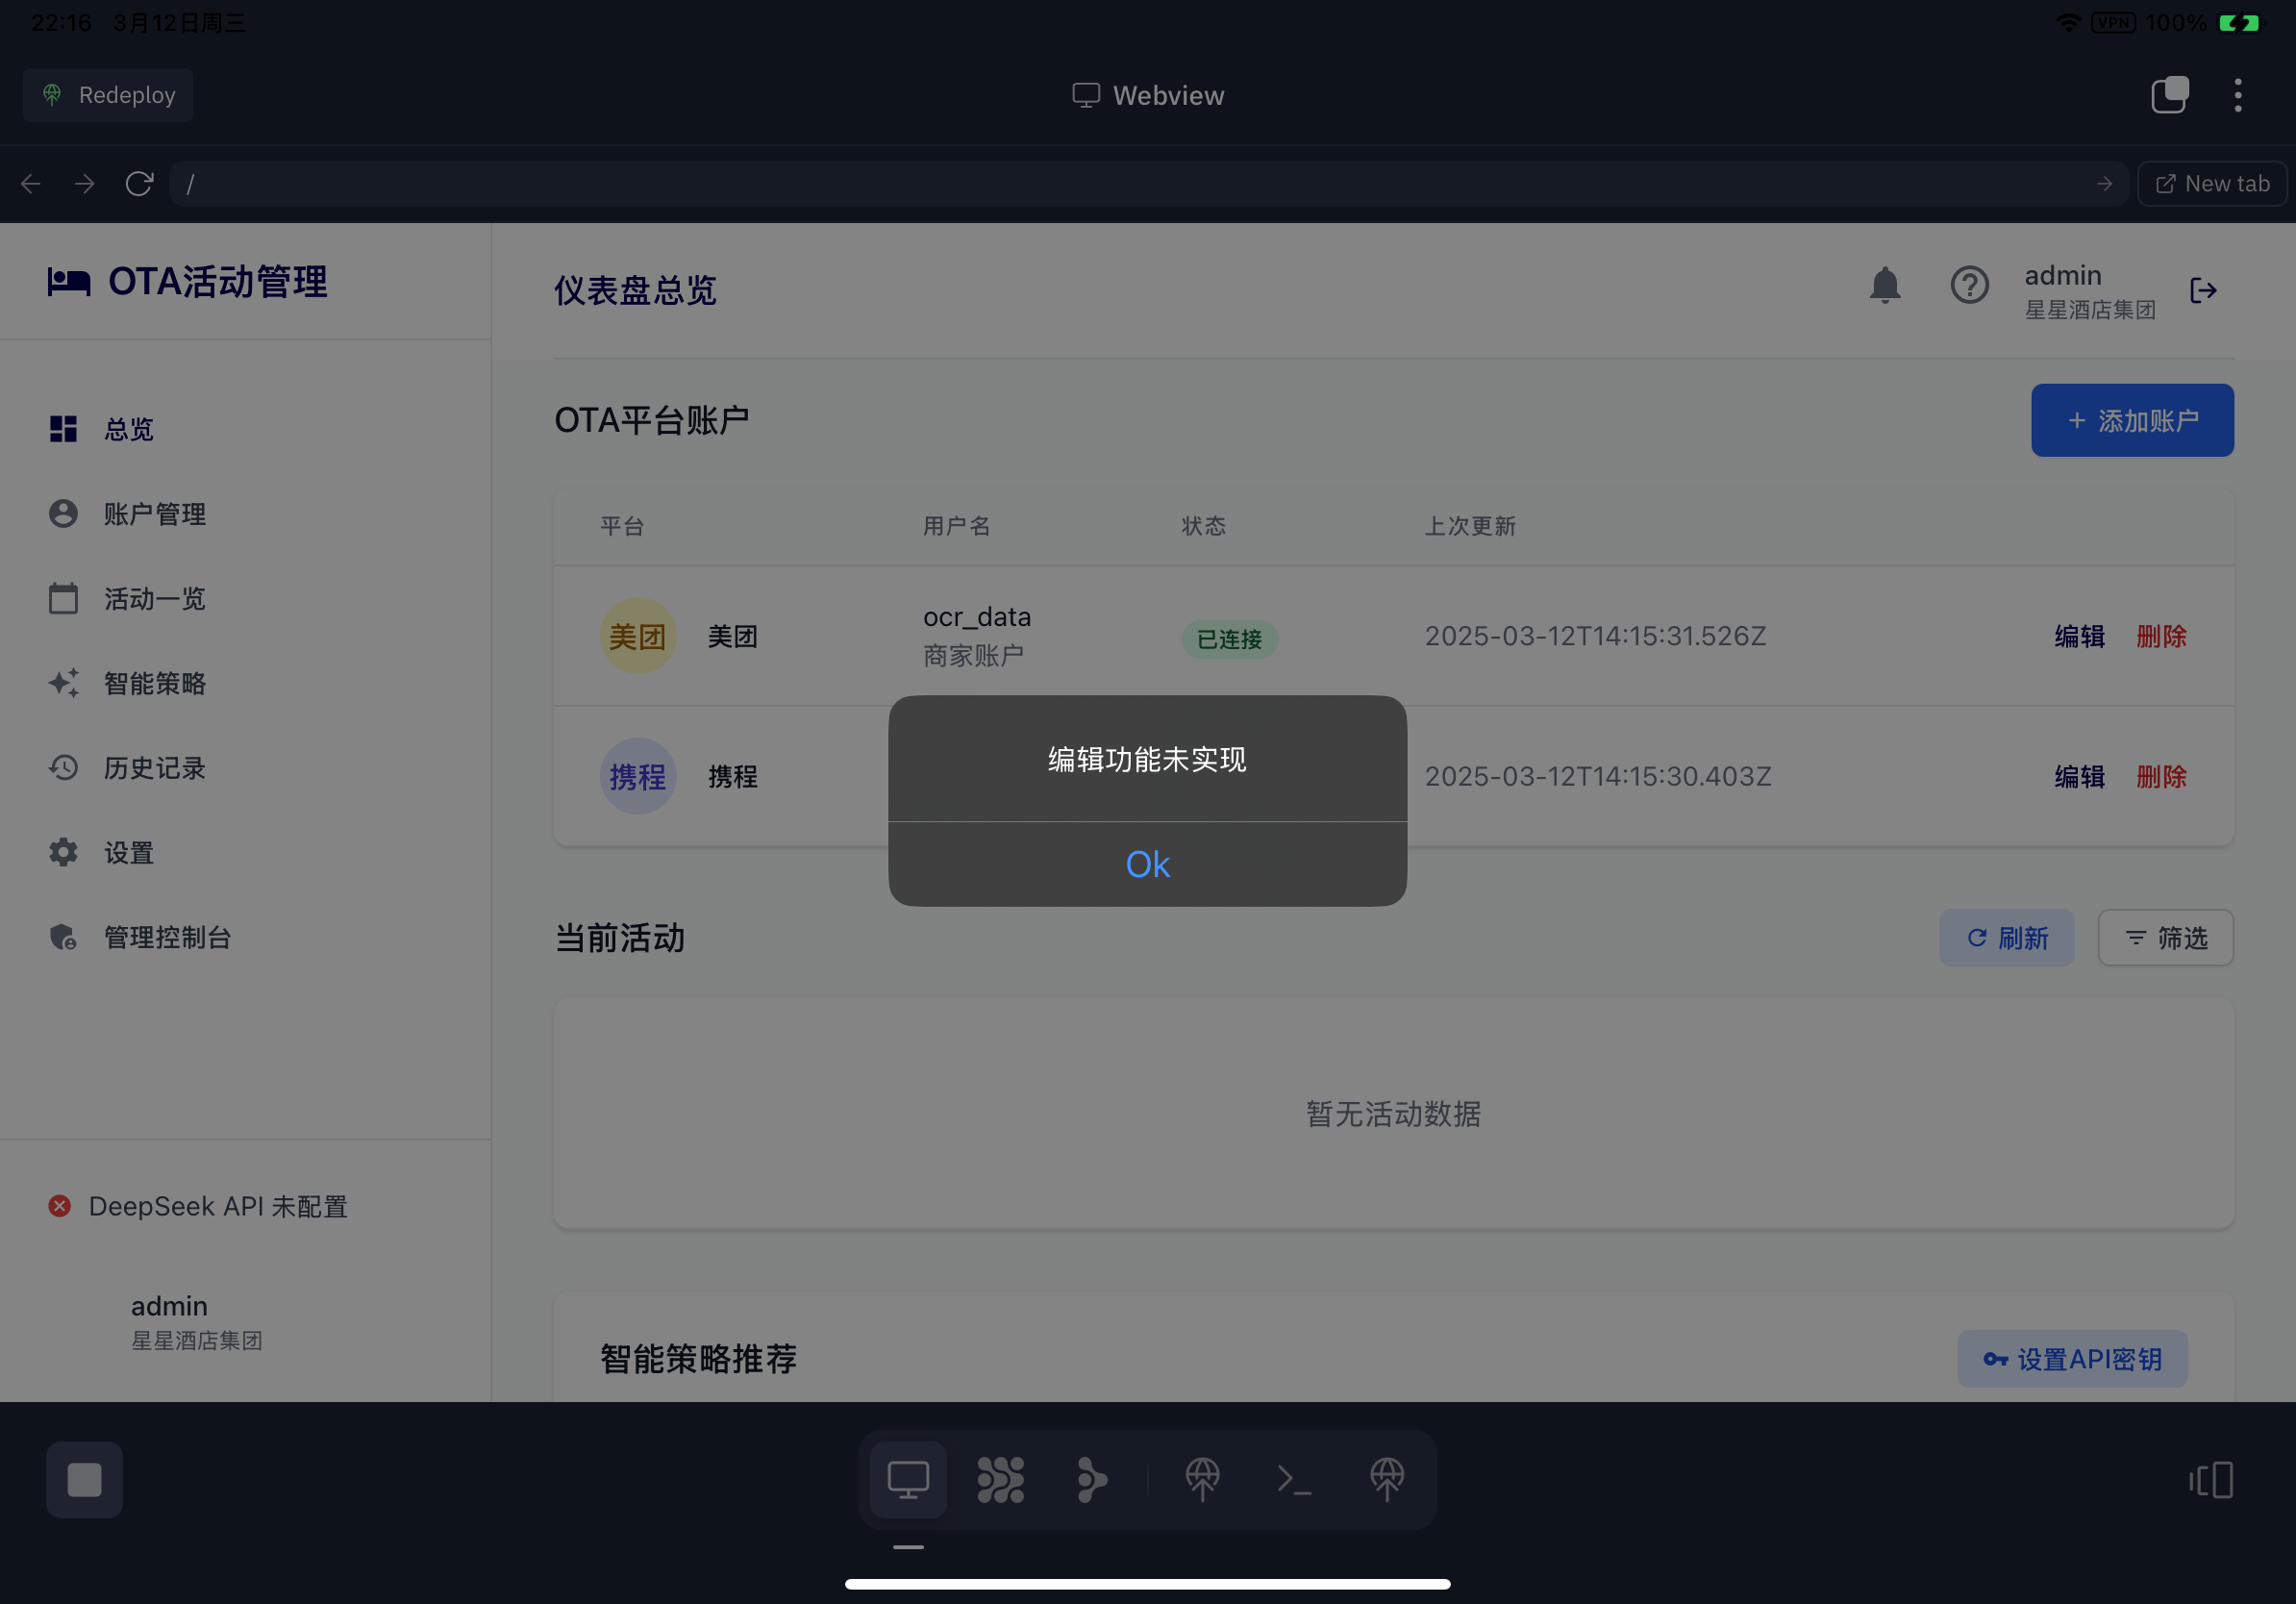 22:16 3月12日周三
VPN 100%
Redeploy
Webview
/
New tab
OTA活动管理
仪表盘总览
admin
星星酒店集团
总览
账户管理
活动一览
智能策略
历史记录
设置
管理控制台
OTA平台账户
+ 添加账户
平台 用户名 状态 上次更新
美团 美团 ocr_data 已连接 2025-03-12T14:15:31.526Z 编辑 删除
商家账户
携程 携程 2025-03-12T14:15:30.403Z 编辑 删除
编辑功能未实现
Ok
当前活动
刷新
筛选
暂无活动数据
DeepSeek API 未配置
admin
星星酒店集团
智能策略推荐
设置API密钥